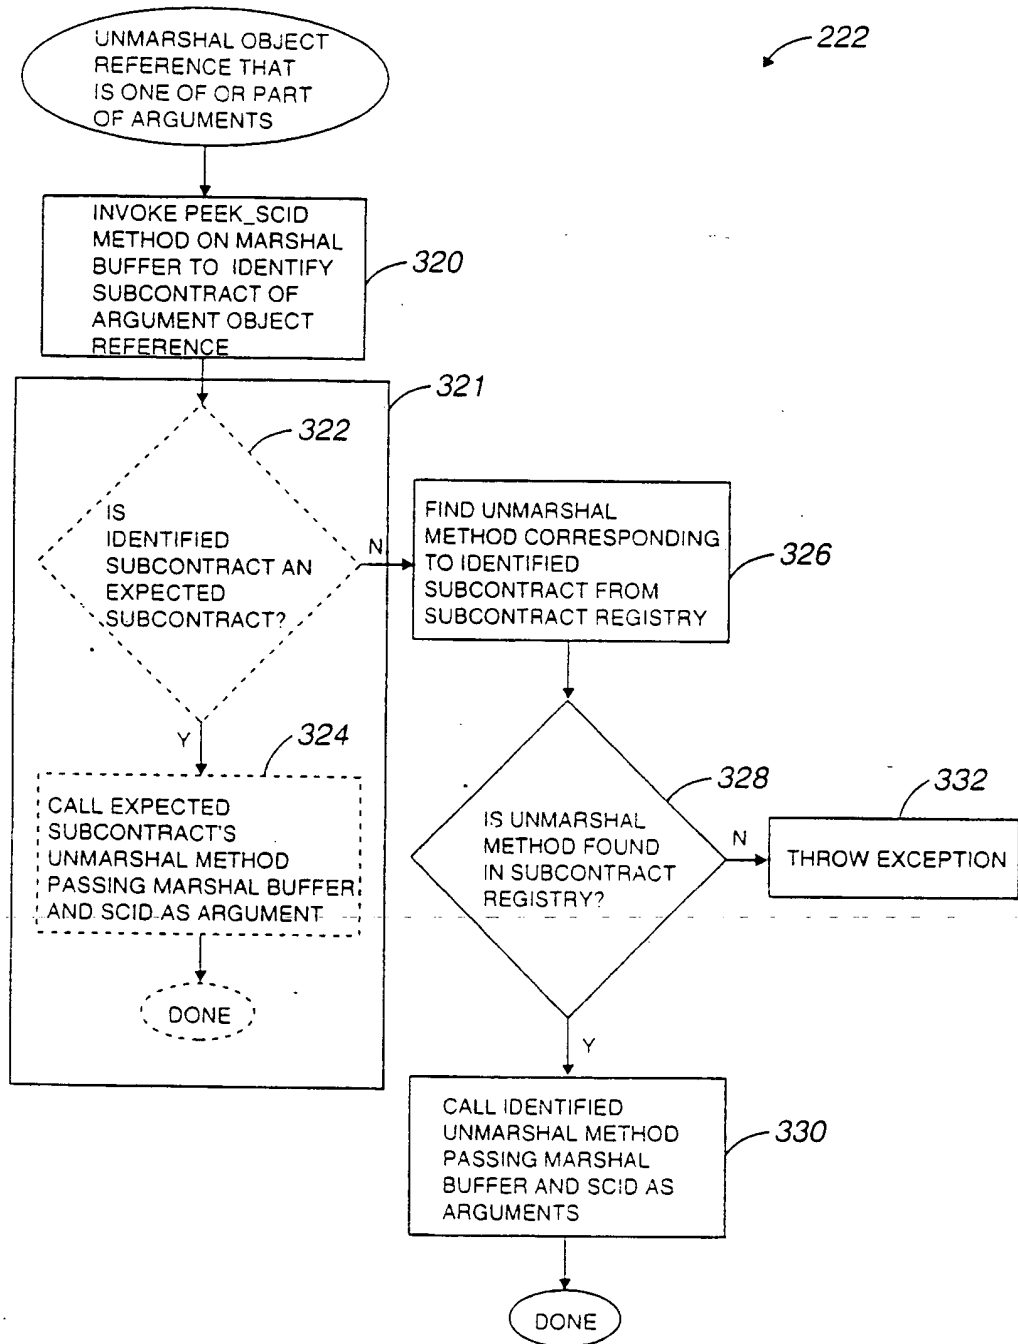 UNMARSHAL OBJECT
REFERENCE THAT
IS ONE OF OR PART
OF ARGUMENTS
222
INVOKE PEEK_SCID
METHOD ON MARSHAL
BUFFER TO IDENTIFY
SUBCONTRACT OF
ARGUMENT OBJECT
REFERENCE
320
321
322
IS
IDENTIFIED
SUBCONTRACT AN
EXPECTED
SUBCONTRACT?
N
Y
FIND UNMARSHAL
METHOD CORRESPONDING
TO IDENTIFIED
SUBCONTRACT FROM
SUBCONTRACT REGISTRY
326
324
CALL EXPECTED
SUBCONTRACT'S
UNMARSHAL METHOD
PASSING MARSHAL BUFFER
AND SCID AS ARGUMENT
DONE
328
IS UNMARSHAL
METHOD FOUND
IN SUBCONTRACT
REGISTRY?
N
Y
332
THROW EXCEPTION
CALL IDENTIFIED
UNMARSHAL METHOD
PASSING MARSHAL
BUFFER AND SCID AS
ARGUMENTS
330
DONE